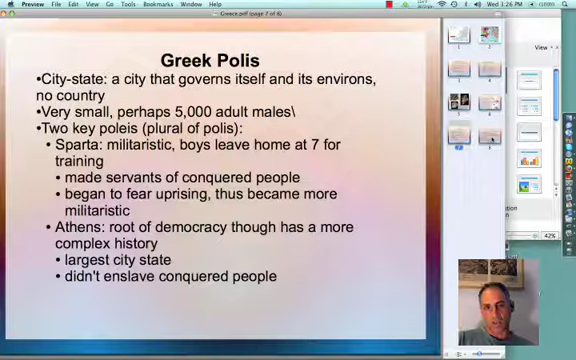 Preview File Edit View Go Tools Bookmarks Window Help
Wed 3:26 PM
Greece.pdf (page 7 of 8)
View
Greek Polis
•City-state: a city that governs itself and its environs,
no country
•Very small, perhaps 5,000 adult males\
•Two key poleis (plural of polis):
• Sparta: militaristic, boys leave home at 7 for
training
• made servants of conquered people
• began to fear uprising, thus became more
militaristic
• Athens: root of democracy though has a more
complex history
• largest city state
• didn't enslave conquered people
42%